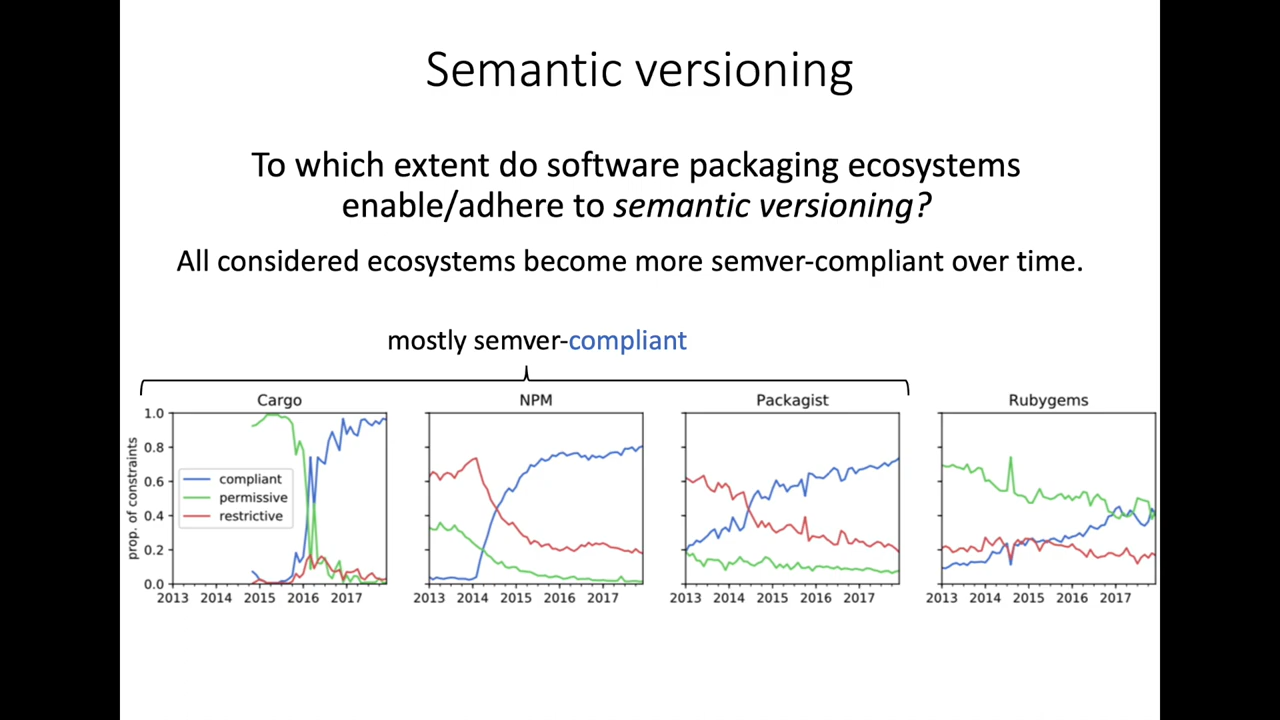 Semantic versioning
To which extent do software packaging ecosystems
enable/adhere to semantic versioning?
All considered ecosystems become more semver-compliant over time.
mostly semver-compliant
Cargo
NPM
Packagist
Rubygems
prop. of constraints
1.0
0.8
0.6
0.4
0.2
0.0
compliant
permissive
restrictive
2013 2014 2015 2016 2017
2013 2014 2015 2016 2017
2013 2014 2015 2016 2017
2013 2014 2015 2016 2017